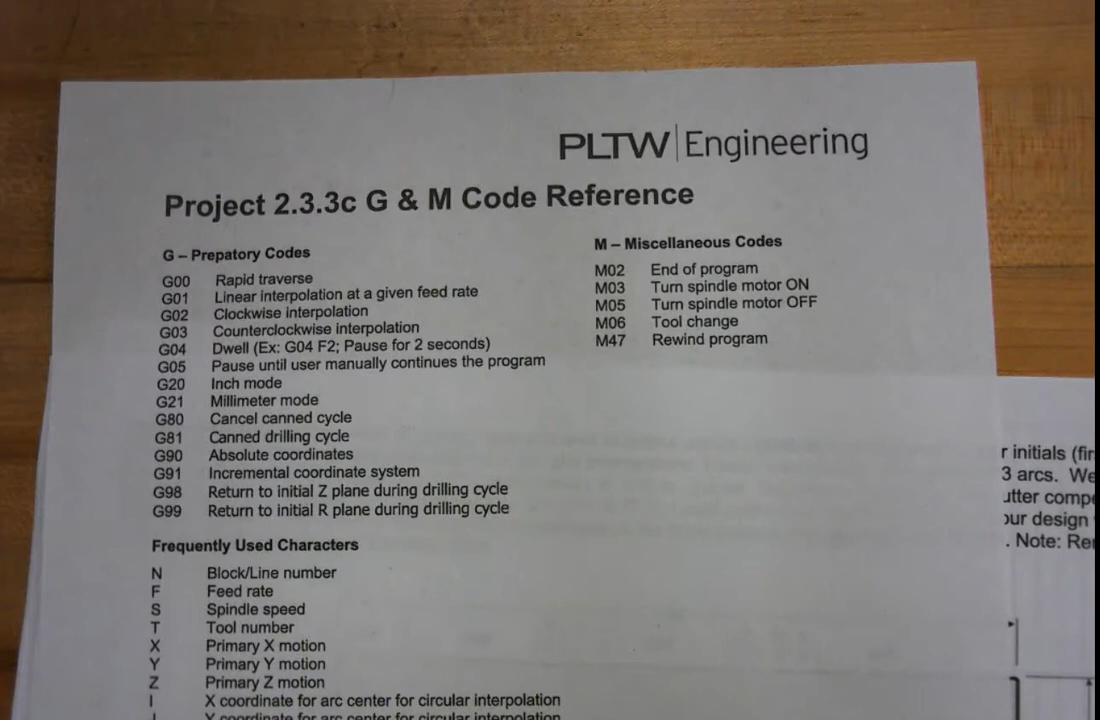 PLTW | Engineering
Project 2.3.3c G & M Code Reference
G – Prepatory Codes
G00 Rapid traverse
G01 Linear interpolation at a given feed rate
G02 Clockwise interpolation
G03 Counterclockwise interpolation
G04 Dwell (Ex: G04 F2; Pause for 2 seconds)
G05 Pause until user manually continues the program
G20 Inch mode
G21 Millimeter mode
G80 Cancel canned cycle
G81 Canned drilling cycle
G90 Absolute coordinates
G91 Incremental coordinate system
G98 Return to initial Z plane during drilling cycle
G99 Return to initial R plane during drilling cycle
M – Miscellaneous Codes
M02 End of program
M03 Turn spindle motor ON
M05 Turn spindle motor OFF
M06 Tool change
M47 Rewind program
Frequently Used Characters
N Block/Line number
F Feed rate
S Spindle speed
T Tool number
X Primary X motion
Y Primary Y motion
Z Primary Z motion
I X coordinate for arc center for circular interpolation
Y coordinate for arc center for circular interpolation
r initials (fir
3 arcs. We
utter compe
our design
. Note: Re